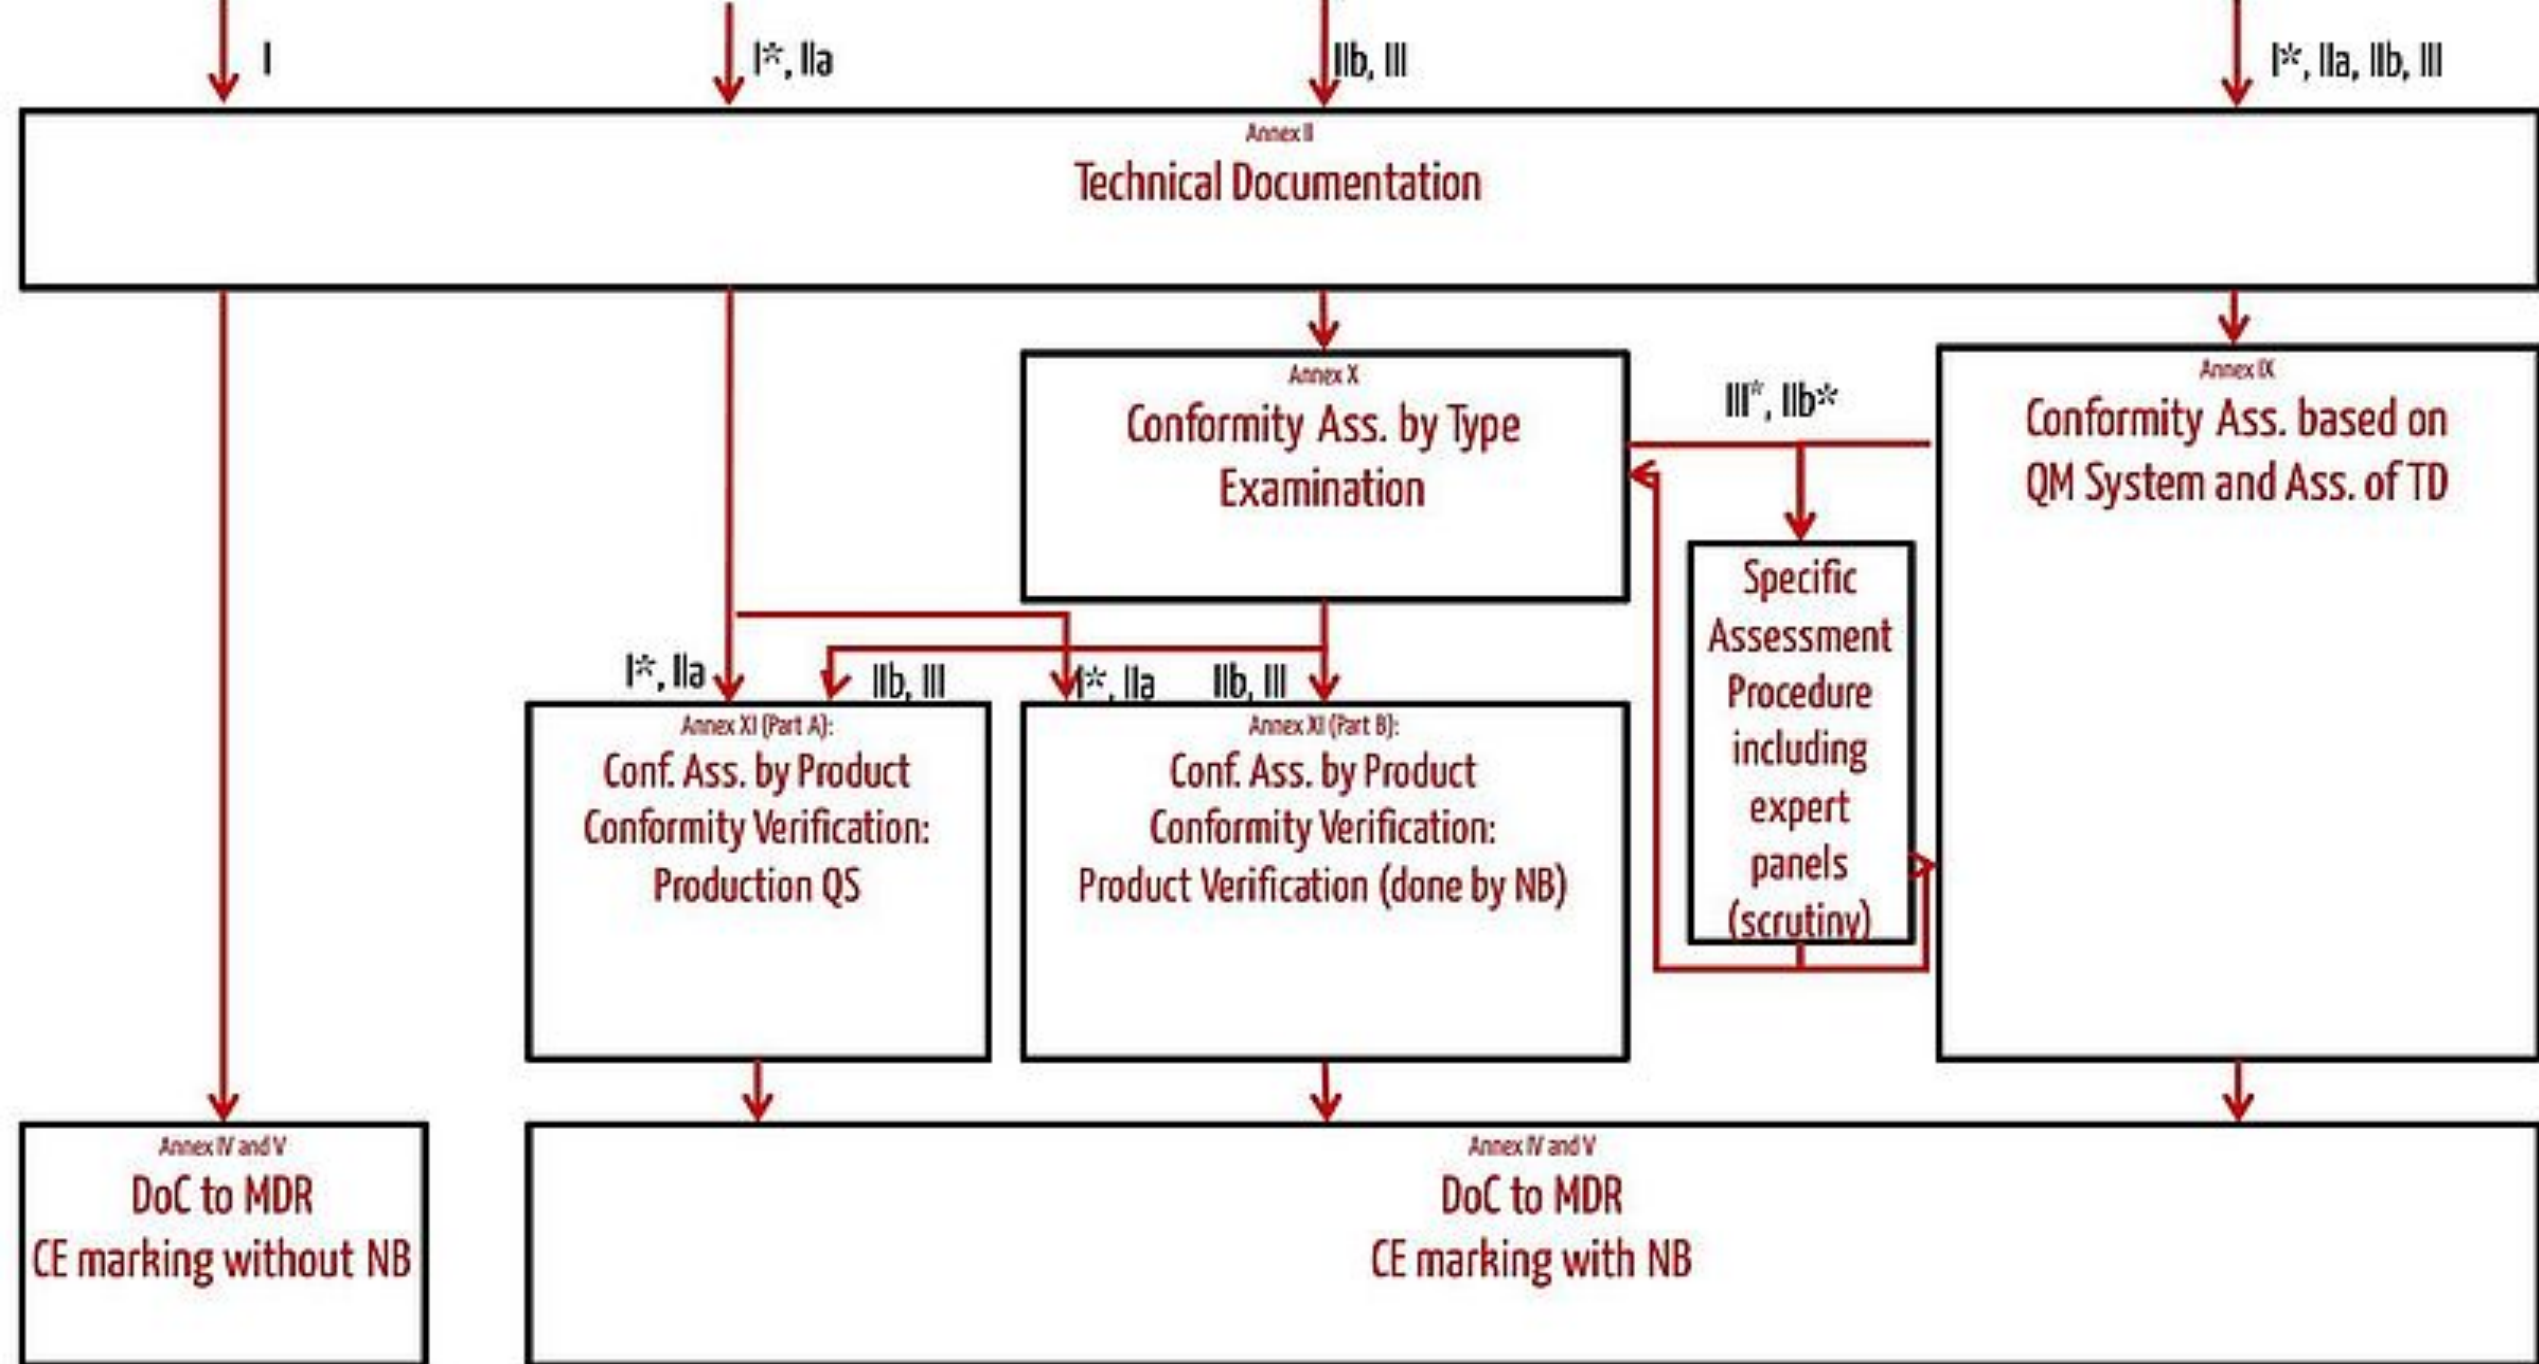 I
I*, IIa
IIb, III
I*, IIa, IIb, III
Annex II
Technical Documentation
Annex X
Conformity Ass. by Type
Examination
III*, IIb*
Annex IX
Conformity Ass. based on
QM System and Ass. of TD
Specific
Assessment
Procedure
including
expert
panels
(scrutiny)
I*, IIa
IIb, III
I*, IIa
IIb, III
Annex XI (Part A):
Conf. Ass. by Product
Conformity Verification:
Production QS
Annex XI (Part B):
Conf. Ass. by Product
Conformity Verification:
Product Verification (done by NB)
Annex IV and V
DoC to MDR
CE marking without NB
Annex IV and V
DoC to MDR
CE marking with NB